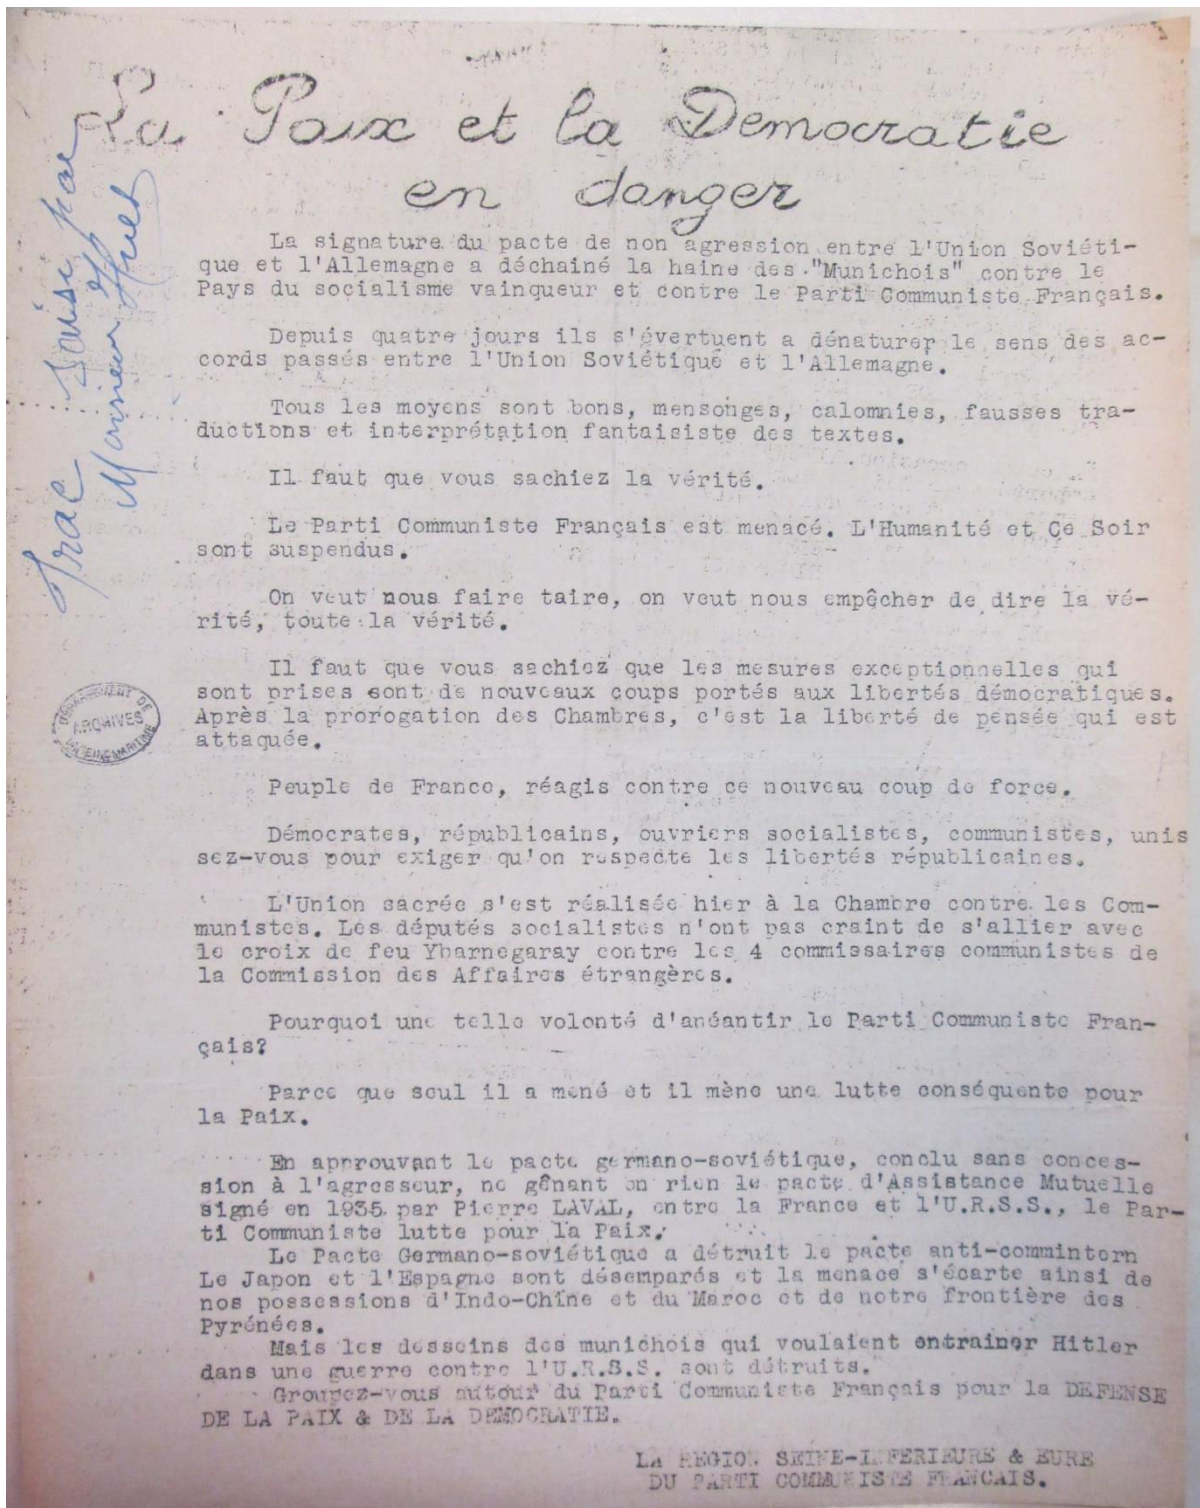 La Paix et la Democratie
en danger
Trac saisi par
Monsieur Huet
La signature du pacte de non agression entre l'Union Soviéti-
que et l'Allemagne a déchainé la haine des "Munichois" contre le
Pays du socialisme vainqueur et contre le Parti Communiste Français.
Depuis quatre jours ils s'évertuent a dénaturer le sens des ac-
cords passés entre l'Union Soviétique et l'Allemagne.
Tous les moyens sont bons, mensonges, calomnies, fausses tra-
ductions et interprétation fantaisiste des textes.
Il faut que vous sachiez la vérité.
Le Parti Communiste Français est menacé. L'Humanité et Ce Soir
sont suspendus.
On veut nous faire taire, on veut nous empêcher de dire la vé-
rité, toute la vérité.
Il faut que vous sachiez que les mesures exceptionnelles qui
sont prises sont de nouveaux coups portés aux libertés démocratiques.
Après la prorogation des Chambres, c'est la liberté de pensée qui est
attaquée.
DEPARTEMENT DE
ARCHIVES
LA SEINE MARITIME
Peuple de France, réagis contre ce nouveau coup de force.
Démocrates, républicains, ouvriers socialistes, communistes, unis
sez-vous pour exiger qu'on respecte les libertés républicaines.
L'Union sacrée s'est réalisée hier à la Chambre contre les Com-
munistes. Les députés socialistes n'ont pas craint de s'allier avec
le croix de feu Ybarnegaray contre les 4 commissaires communistes de
la Commission des Affaires étrangères.
Pourquoi une telle volonté d'anéantir le Parti Communiste Fran-
çais?
Parce que seul il a mené et il mène une lutte conséquente pour
la Paix.
En approuvant le pacte germano-soviétique, conclu sans conces-
sion à l'agresseur, ne gênant en rien le pacte d'Assistance Mutuelle
signé en 1935 par Pierre LAVAL, entre la France et l'U.R.S.S., le Par-
ti Communiste lutte pour la Paix.
Le Pacte Germano-soviétique a détruit le pacte anti-commintern
Le Japon et l'Espagne sont désemparés et la menace s'écarte ainsi de
nos possessions d'Indo-Chine et du Maroc et de notre frontière des
Pyrénées.
Mais les desseins des munichois qui voulaient entrainer Hitler
dans une guerre contre l'U.R.S.S. sont détruits.
Groupez-vous autour du Parti Communiste Français pour la DEFENSE
DE LA PAIX & DE LA DEMOCRATIE.
LA REGION SEINE-INFERIEURE & EURE
DU PARTI COMMUNISTE FRANCAIS.